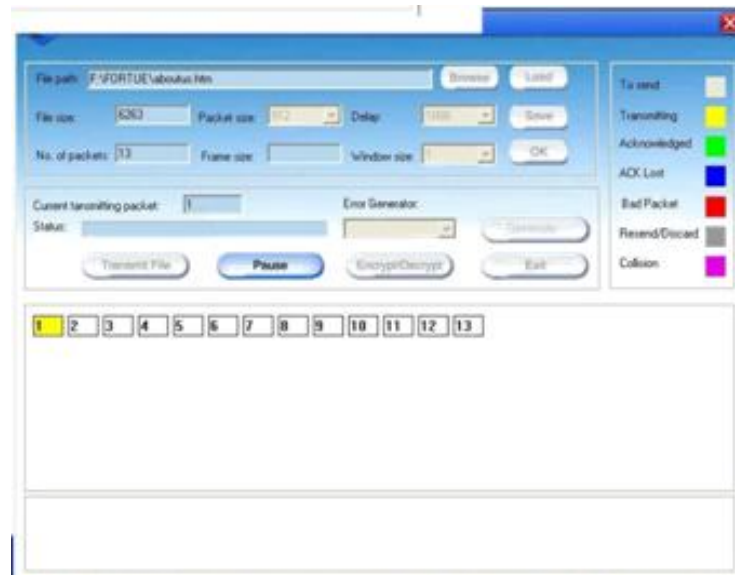 File path: F:\FORTUE\aboutus.htm Browse Load
File size: 6263 Packet size: 512 Delay: 1000 Save
No. of packets: 13 Frame size: Window size: 1 OK
Current tansmitting packet: 1 Error Generator:
Status: Generate
Transmit File Pause Encrypt/Decrypt Exit
To send
Transmitting
Acknowledged
ACK Lost
Bad Packet
Resend/Discard
Collision
1 2 3 4 5 6 7 8 9 10 11 12 13